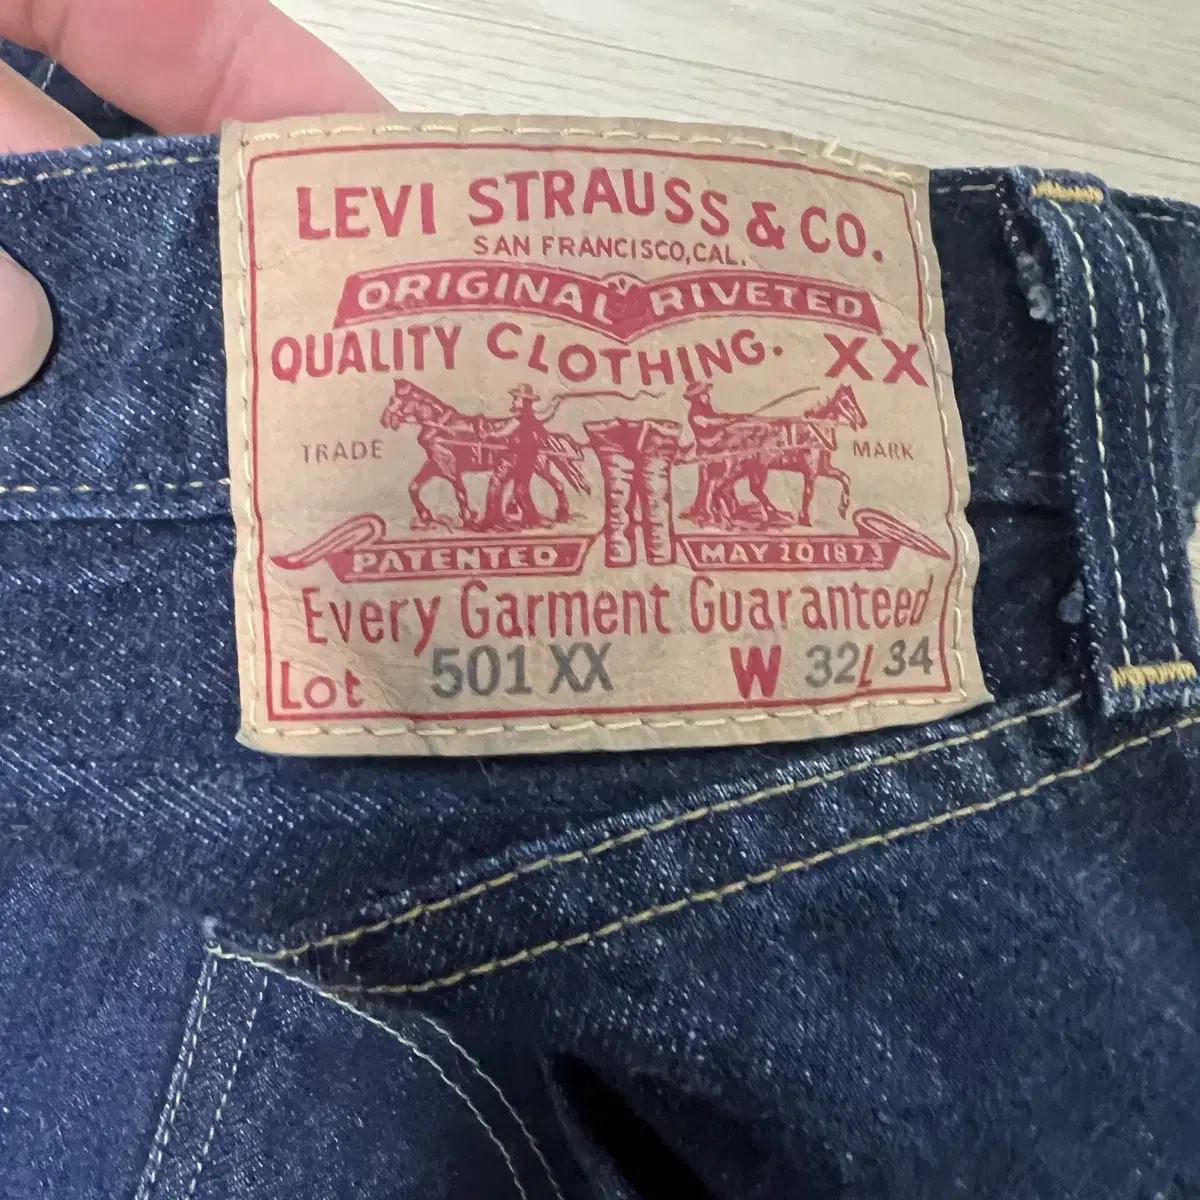 LEVI STRAUSS & CO.
SAN FRANCISCO, CAL.
ORIGINAL RIVETED
QUALITY CLOTHING. XX
TRADE MARK
PATENTED MAY 20 1873
Every Garment Guaranteed
Lot 501 XX W 32 L 34